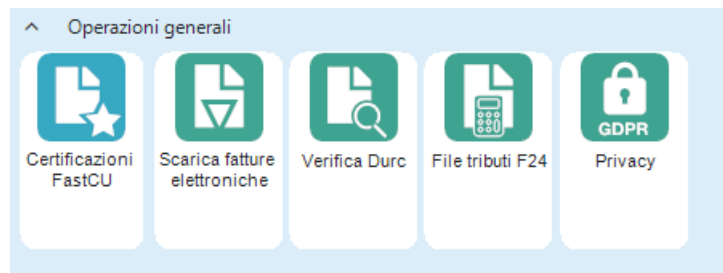 Operazioni generali
GDPR
Certificazioni
FastCU
Scarica fatture
elettroniche
Verifica Durc
File tributi F24
Privacy